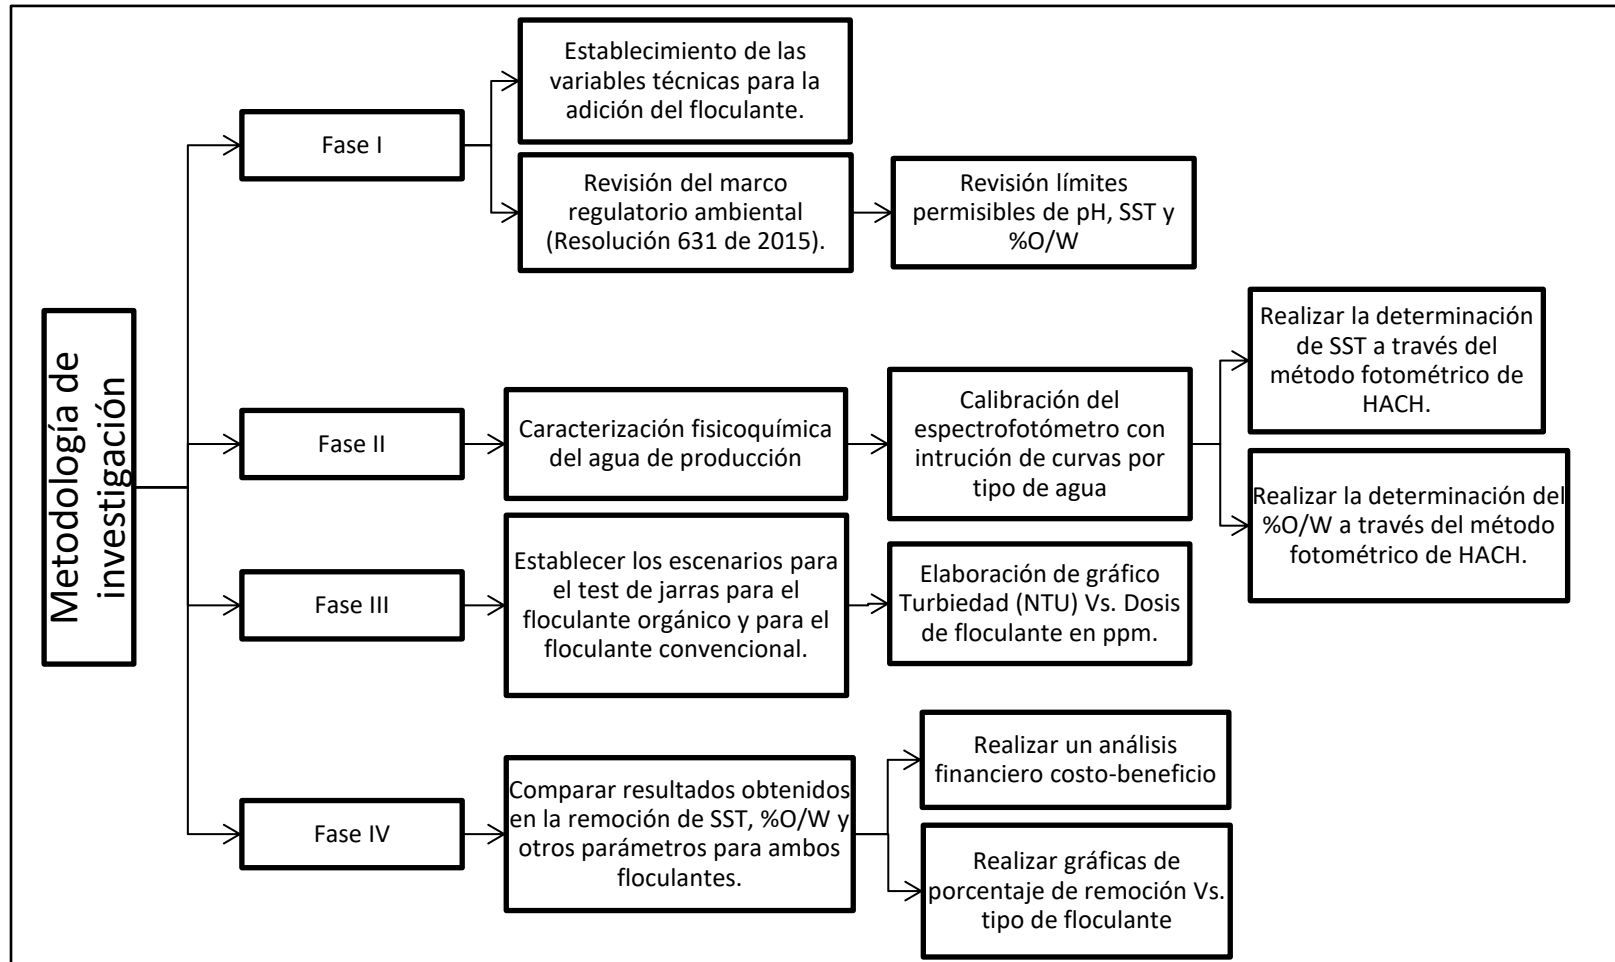 Metodología de
investigación
Fase I
Establecimiento de las
variables técnicas para la
adición del floculante.
Revisión del marco
regulatorio ambiental
(Resolución 631 de 2015).
Revisión límites
permisibles de pH, SST y
%O/W
Fase II
Caracterización fisicoquímica
del agua de producción
Calibración del
espectrofotómetro con
intrución de curvas por
tipo de agua
Realizar la determinación
de SST a través del
método fotométrico de
HACH.
Realizar la determinación del
%O/W a través del método
fotométrico de HACH.
Fase III
Establecer los escenarios para
el test de jarras para el
floculante orgánico y para el
floculante convencional.
Elaboración de gráfico
Turbiedad (NTU) Vs. Dosis
de floculante en ppm.
Fase IV
Comparar resultados obtenidos
en la remoción de SST, %O/W y
otros parámetros para ambos
floculantes.
Realizar un análisis
financiero costo-beneficio
Realizar gráficas de
porcentaje de remoción Vs.
tipo de floculante